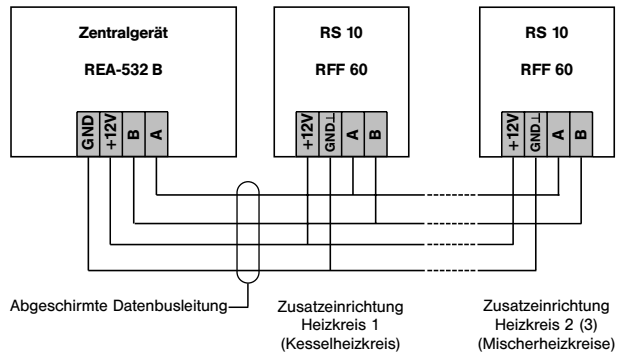 Zentralgerät
REA-532 B
GND
+12V
B
A
RS 10
RFF 60
+12V
GND⊥
A
B
RS 10
RFF 60
+12V
GND⊥
A
B
Abgeschirmte Datenbusleitung
Zusatzeinrichtung
Heizkreis 1
(Kesselheizkreis)
Zusatzeinrichtung
Heizkreis 2 (3)
(Mischerheizkreise)